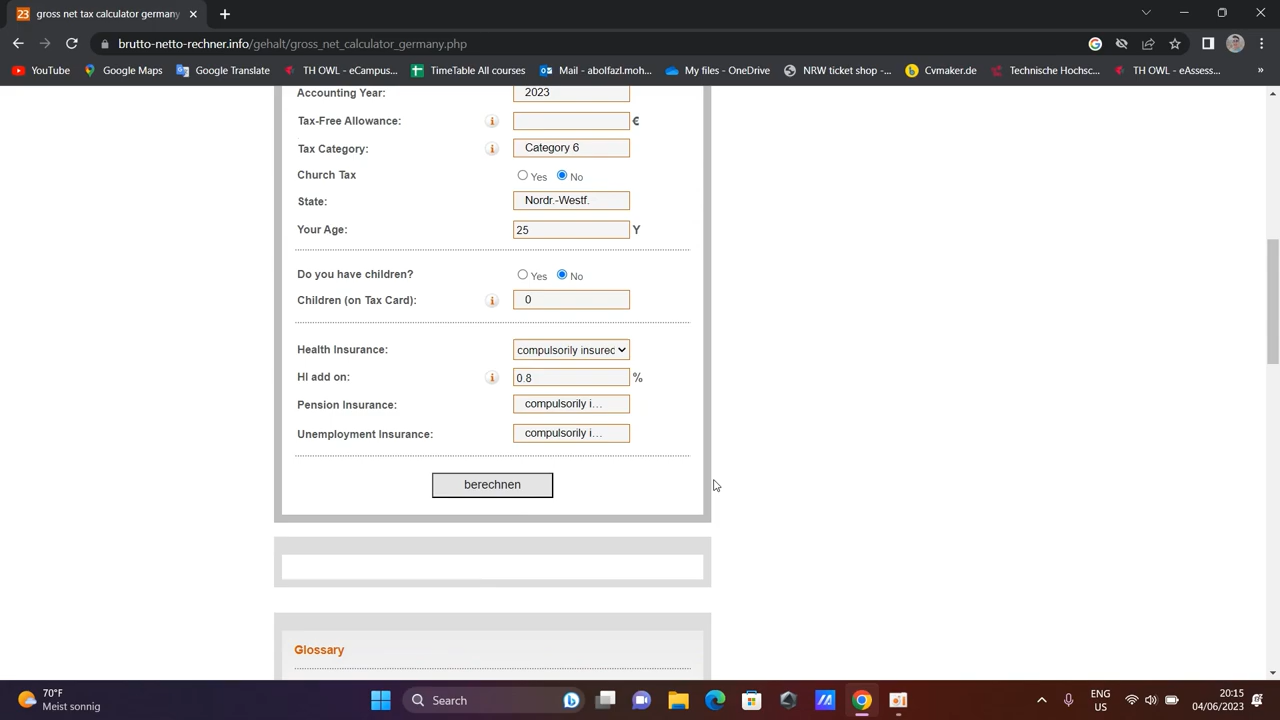 23 gross net tax calculator germany
brutto-netto-rechner.info/gehalt/gross_net_calculator_germany.php
YouTube Google Maps Google Translate TH OWL - eCampus... TimeTable All courses Mail - abolfazl.moh... My files - OneDrive NRW ticket shop -... Cvmaker.de Technische Hochsc... TH OWL - eAssess...
Accounting Year: 2023
Tax-Free Allowance: €
Tax Category: Category 6
Church Tax Yes No
State: Nordr.-Westf.
Your Age: 25 Y
Do you have children? Yes No
Children (on Tax Card): 0
Health Insurance: compulsorily insured
HI add on: 0.8 %
Pension Insurance: compulsorily i...
Unemployment Insurance: compulsorily i...
berechnen
Glossary
70°F
Meist sonnig
Search
ENG
US
20:15
04/06/2023